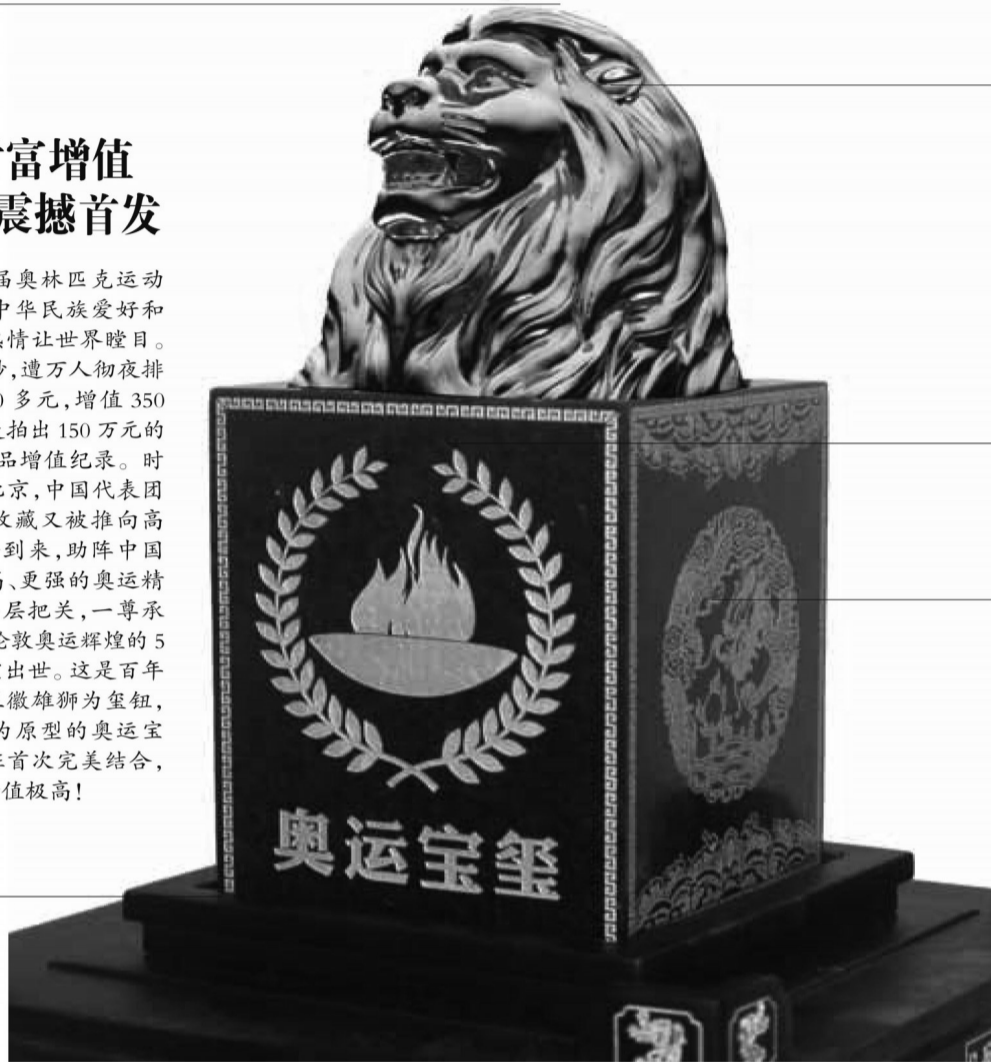 富增值
震撼首发
届奥林匹克运动
中华民族爱好和
热情让世界瞠目。
钞,遭万人彻夜排
0多元,增值350
拍出150万元的
品增值纪录。时
北京,中国代表团
收藏又被推向高
到来,助阵中国
、更强的奥运精
层把关,一尊承
伦敦奥运辉煌的5
出世。这是百年
徽雄狮为玺钮,
为原型的奥运宝
首次完美结合,
值极高!
奥运宝玺